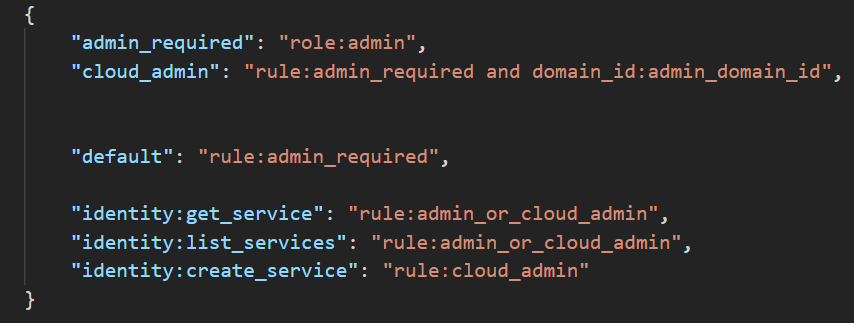 {
"admin_required": "role:admin",
"cloud_admin": "rule:admin_required and domain_id:admin_domain_id",
"default": "rule:admin_required",
"identity:get_service": "rule:admin_or_cloud_admin",
"identity:list_services": "rule:admin_or_cloud_admin",
"identity:create_service": "rule:cloud_admin"
}